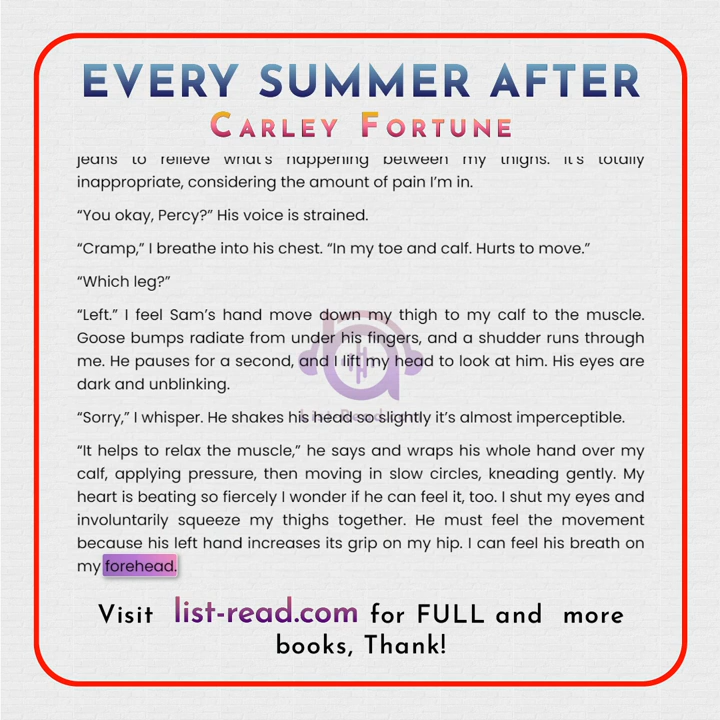 EVERY SUMMER AFTER
CARLEY FORTUNE
jeans to relieve what's happening between my thighs. It's totally
inappropriate, considering the amount of pain I'm in.
“You okay, Percy?” His voice is strained.
“Cramp,” I breathe into his chest. “In my toe and calf. Hurts to move.”
“Which leg?”
“Left.” I feel Sam's hand move down my thigh to my calf to the muscle.
Goose bumps radiate from under his fingers, and a shudder runs through
me. He pauses for a second, and I lift my head to look at him. His eyes are
dark and unblinking.
“Sorry,” I whisper. He shakes his head so slightly it's almost imperceptible.
“It helps to relax the muscle,” he says and wraps his whole hand over my
calf, applying pressure, then moving in slow circles, kneading gently. My
heart is beating so fiercely I wonder if he can feel it, too. I shut my eyes and
involuntarily squeeze my thighs together. He must feel the movement
because his left hand increases its grip on my hip. I can feel his breath on
my forehead.
Visit list-read.com for FULL and more
books, Thank!